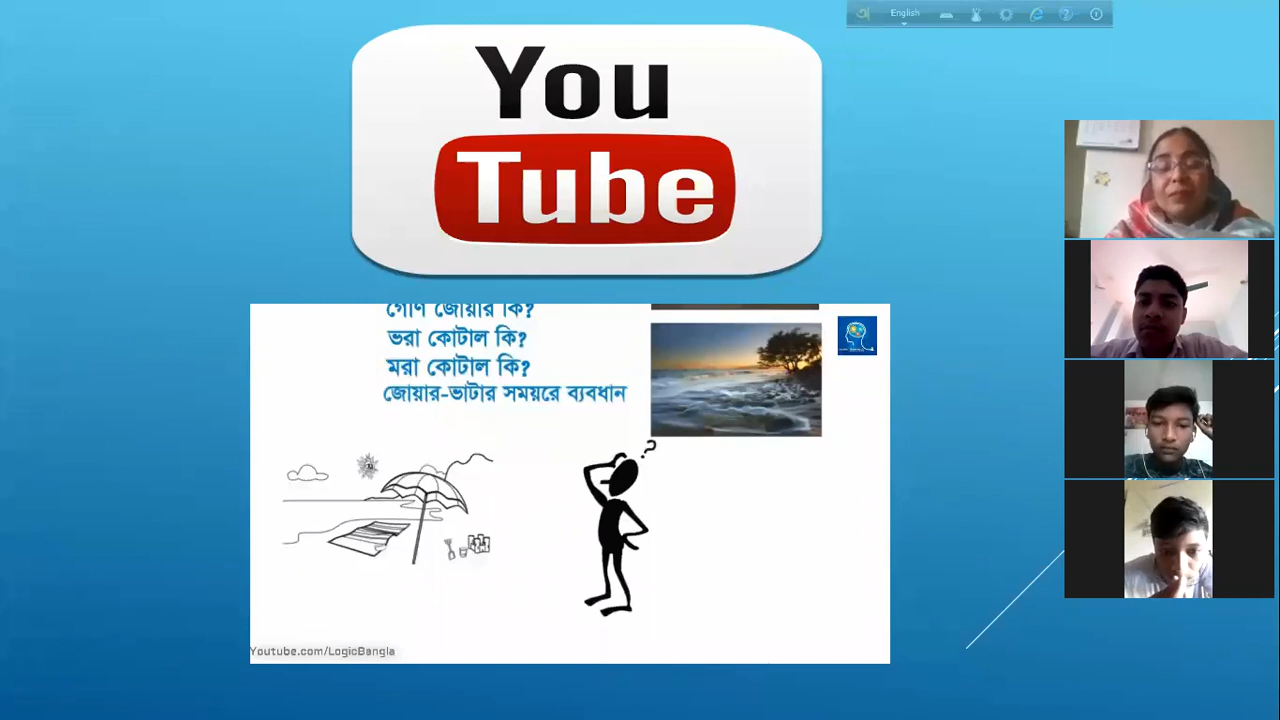 English
You
Tube
গৌণ জোয়ার কি?
ভরা কোটাল কি?
মরা কোটাল কি?
জোয়ার-ভাটার সময়রে ব্যবধান
?
Youtube.com/LogicBangla